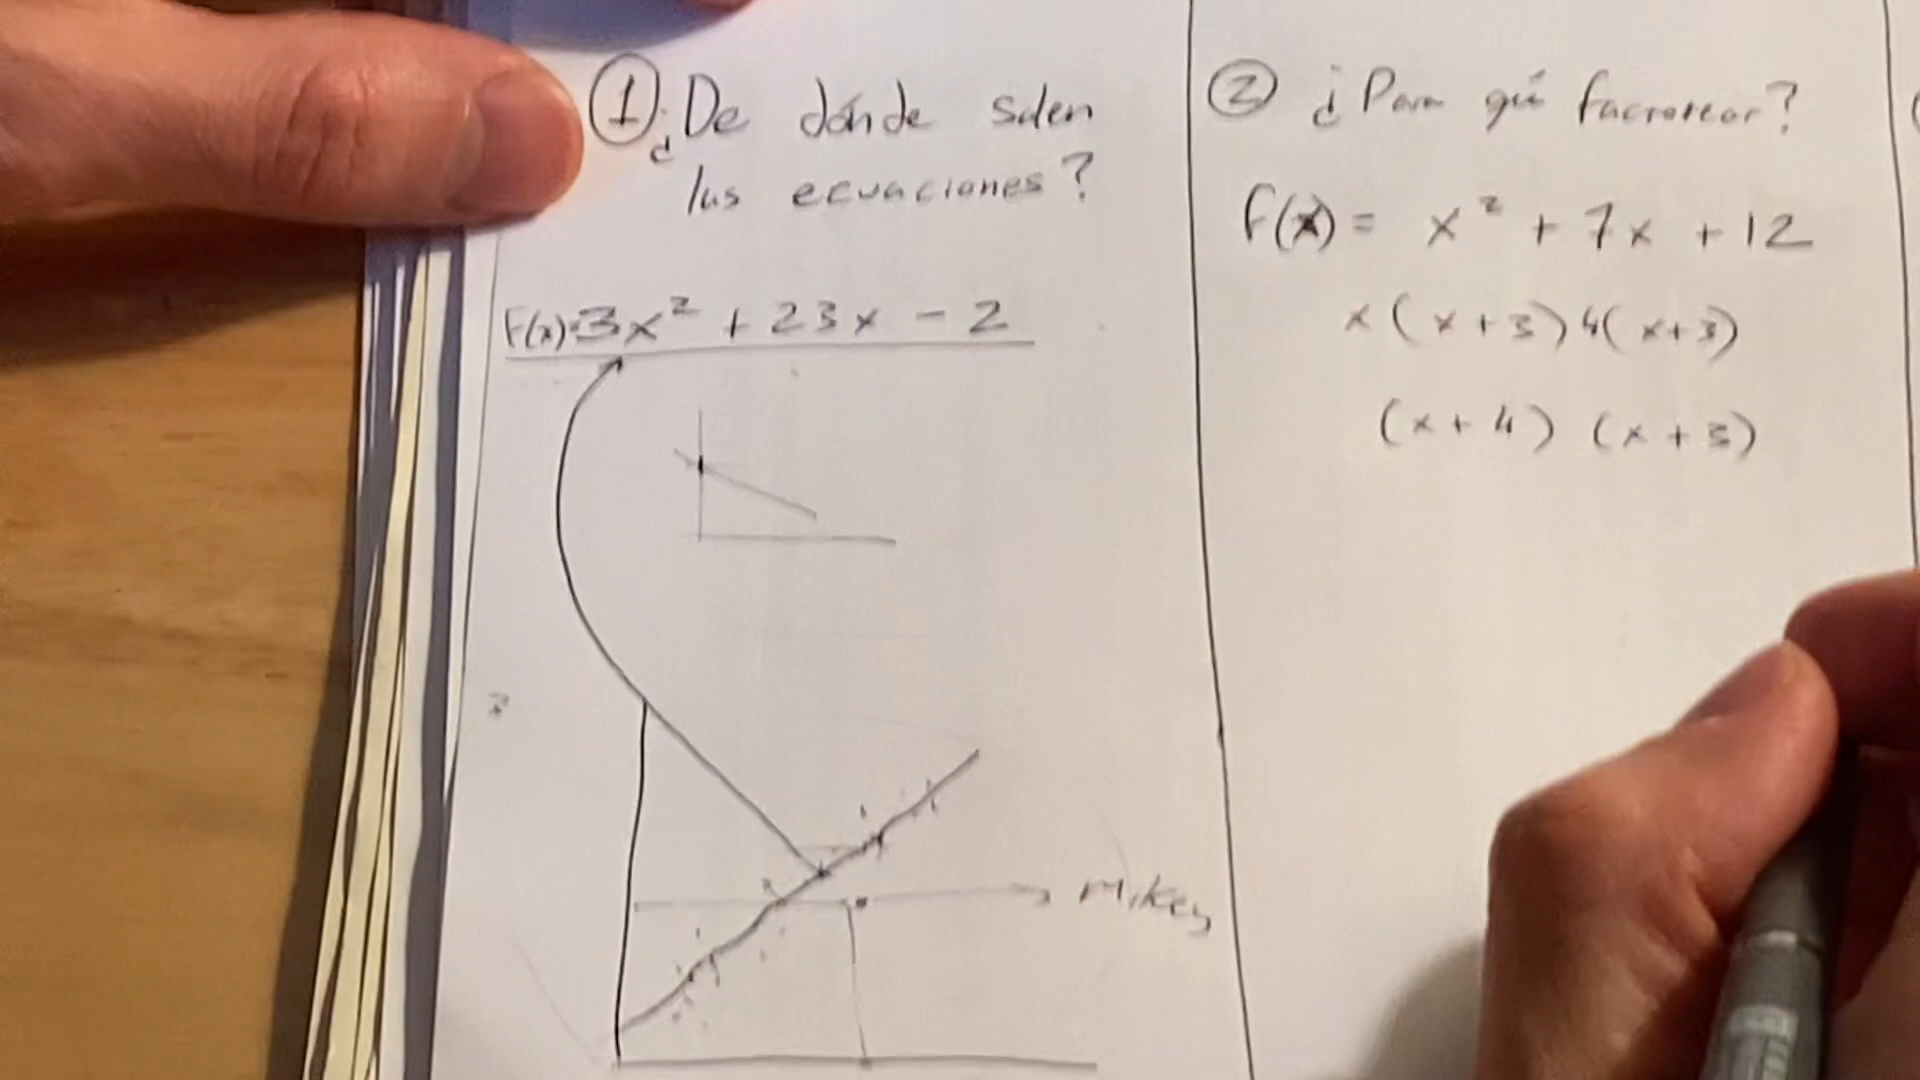 ① ¿De dónde salen
las ecuaciones?
F(x)=3x² + 23x - 2
Mikey
② ¿Para qué factorear?
F(x) = x² + 7x + 12
x(x+3)4(x+3)
(x+4) (x+3)